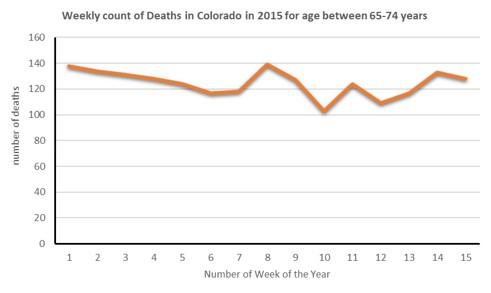 Weekly count of Deaths in Colorado in 2015 for age between 65-74 years
160
140
120
100
80
60
40
20
0
number of deaths
1 2 3 4 5 6 7 8 9 10 11 12 13 14 15
Number of Week of the Year